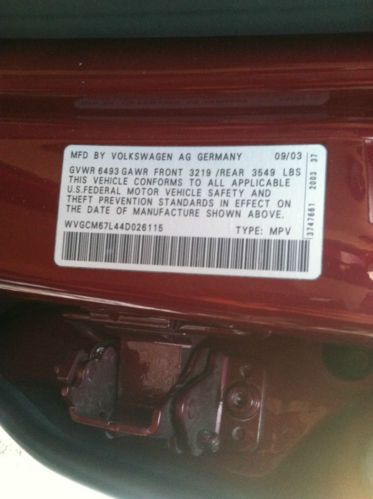 MFD BY VOLKSWAGEN AG GERMANY 09/03
GVWR 6493 GAWR FRONT 3219 /REAR 3549 LBS
THIS VEHICLE CONFORMS TO ALL APPLICABLE
U.S.FEDERAL MOTOR VEHICLE SAFETY AND
THEFT PREVENTION STANDARDS IN EFFECT ON
THE DATE OF MANUFACTURE SHOWN ABOVE.
WVGCM67L44D026115 TYPE: MPV
3747661 2003 37